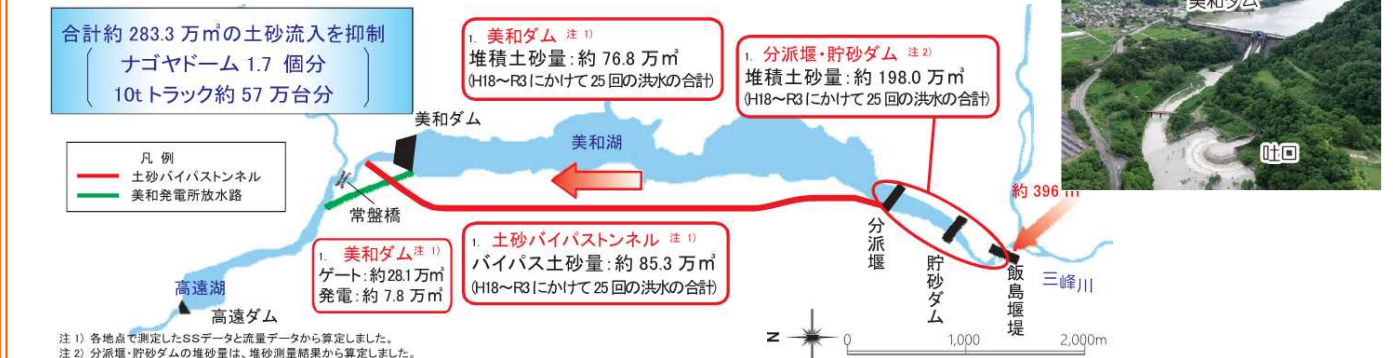 合計約 283.3 万㎥の土砂流入を抑制
ナゴヤドーム 1.7 個分
10t トラック約 57 万台分
1. 美和ダム 注 1)
堆積土砂量：約 76.8 万㎥
(H18～R3 にかけて 25 回の洪水の合計)
1. 分派堰・貯砂ダム 注 2)
堆積土砂量：約 198.0 万㎥
(H18～R3 にかけて 25 回の洪水の合計)
美和ダム
吐口
凡 例
土砂バイパストンネル
美和発電所放水路
美和ダム
美和湖
常盤橋
分派堰
貯砂ダム
飯島堰堤
約 396
三峰川
1. 美和ダム 注 1)
ゲート：約 28.1 万㎥
発電：約 7.8 万㎥
1. 土砂バイパストンネル 注 1)
バイパス土砂量：約 85.3 万㎥
(H18～R3 にかけて 25 回の洪水の合計)
高遠湖
高遠ダム
注 1) 各地点で測定したSSデータと流量データから算定しました。
注 2) 分派堰・貯砂ダムの堆砂量は、堆砂測量結果から算定しました。
N
0 1,000 2,000m